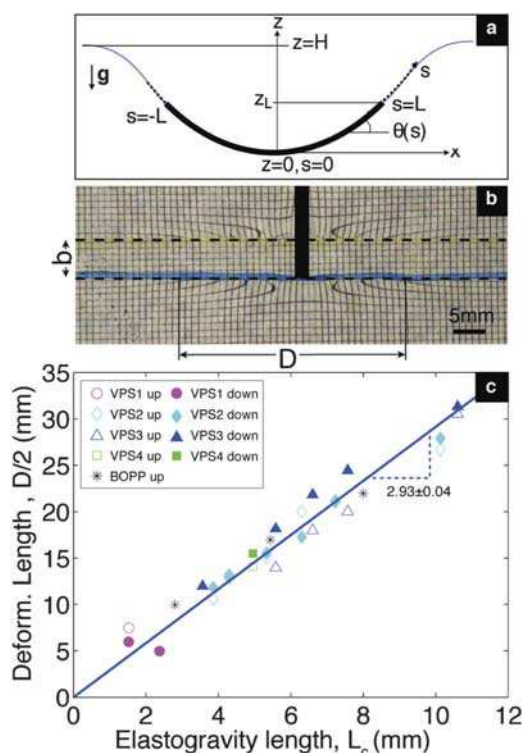 a
z
z=H
g
z_L
s
s=-L
s=L
θ(s)
x
z=0, s=0
b
b
5mm
D
c
35
30
25
20
15
10
5
0
Deform. Length, D/2 (mm)
VPS1 up VPS1 down
VPS2 up VPS2 down
VPS3 up VPS3 down
VPS4 up VPS4 down
BOPP up
2.93±0.04
0 2 4 6 8 10 12
Elastogravity length, L_c (mm)